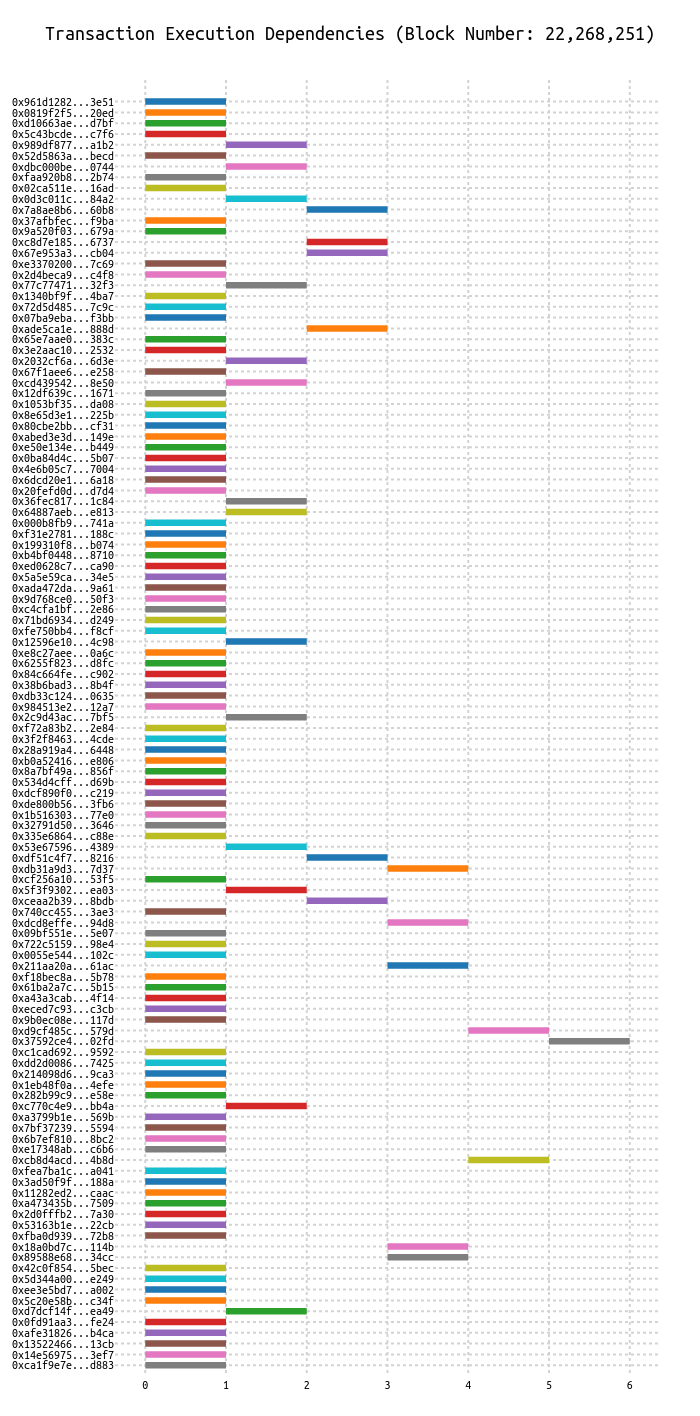 Transaction Execution Dependencies (Block Number: 22,268,251)
0x961d1282...3e51
0x0819f2f5...20ed
0xd10663ae...d7bf
0x5c43bcde...c7f6
0x989df877...a1b2
0x52d5863a...becd
0xdbc000be...0744
0xfaa920b8...2b74
0x02ca511e...16ad
0x0d3c011c...84a2
0x7a8ae8b6...60b8
0x37afbfec...f9ba
0x9a520f03...679a
0xc8d7e185...6737
0x67e953a3...cb04
0xe3370200...7c69
0x2d4beca9...c4f8
0x77c77471...32f3
0x1340bf9f...4ba7
0x72d5d485...7c9c
0x07ba9eba...f3bb
0xade5ca1e...888d
0x65e7aae0...383c
0x3e2aac10...2532
0x2032cf6a...6d3e
0x67f1aee6...e258
0xcd439542...8e50
0x12df639c...1671
0x1053bf35...da08
0x8e65d3e1...225b
0x80cbe2bb...cf31
0xabed3e3d...149e
0xe50e134e...b449
0x0ba84d4c...5b07
0x4e6b05c7...7004
0x6dcd20e1...6a18
0x20fefd0d...d7d4
0x36fec817...1c84
0x64887aeb...e813
0x000b8fb9...741a
0xf31e2781...188c
0x199310f8...b074
0xb4bf0448...8710
0xed0628c7...ca90
0x5a5e59ca...34e5
0xada472da...9a61
0x9d768ce0...50f3
0xc4cfa1bf...2e86
0x71bd6934...d249
0xfe750bb4...f8cf
0x12596e10...4c98
0xe8c27aee...0a6c
0x6255f823...d8fc
0x84c664fe...c902
0x38b6bad3...8b4f
0xdb33c124...0635
0x984513e2...12a7
0x2c9d43ac...7bf5
0xf72a83b2...2e84
0x3f2f8463...4cde
0x28a919a4...6448
0xb0a52416...e806
0x8a7bf49a...856f
0x534d4cff...d69b
0xdcf890f0...c219
0xde800b56...3fb6
0x1b516303...77e0
0x32791d50...3646
0x335e6864...c88e
0x53e67596...4389
0xdf51c4f7...8216
0xdb31a9d3...7d37
0xcf256a10...53f5
0x5f3f9302...ea03
0xceaa2b39...8bdb
0x740cc455...3ae3
0xdcd8effe...94d8
0x09bf551e...5e07
0x722c5159...98e4
0x0055e544...102c
0x211aa20a...61ac
0xf18bec8a...5b78
0x61ba2a7c...5b15
0xa43a3cab...4f14
0xeced7c93...c3cb
0x9b0ec08e...117d
0xd9cf485c...579d
0x37592ce4...02fd
0xc1cad692...9592
0xdd2d0086...7425
0x214098d6...9ca3
0x1eb48f0a...4efe
0x282b99c9...e58e
0xc770c4e9...bb4a
0xa3799b1e...569b
0x7bf37239...5594
0x6b7ef810...8bc2
0xe17348ab...c6b6
0xcb8d4acd...4b8d
0xfea7ba1c...a041
0x3ad50f9f...188a
0x11282ed2...caac
0xa473435b...7509
0x2d0fffb2...7a30
0x53163b1e...22cb
0xfba0d939...72b8
0x18a0bd7c...114b
0x89588e68...34cc
0x42c0f854...5bec
0x5d344a00...e249
0xee3e5bd7...a002
0x5c20e58b...c34f
0xd7dcf14f...ea49
0x0fd91aa3...fe24
0xafe31826...b4ca
0x13522466...13cb
0x14e56975...3ef7
0xca1f9e7e...d883
0 1 2 3 4 5 6